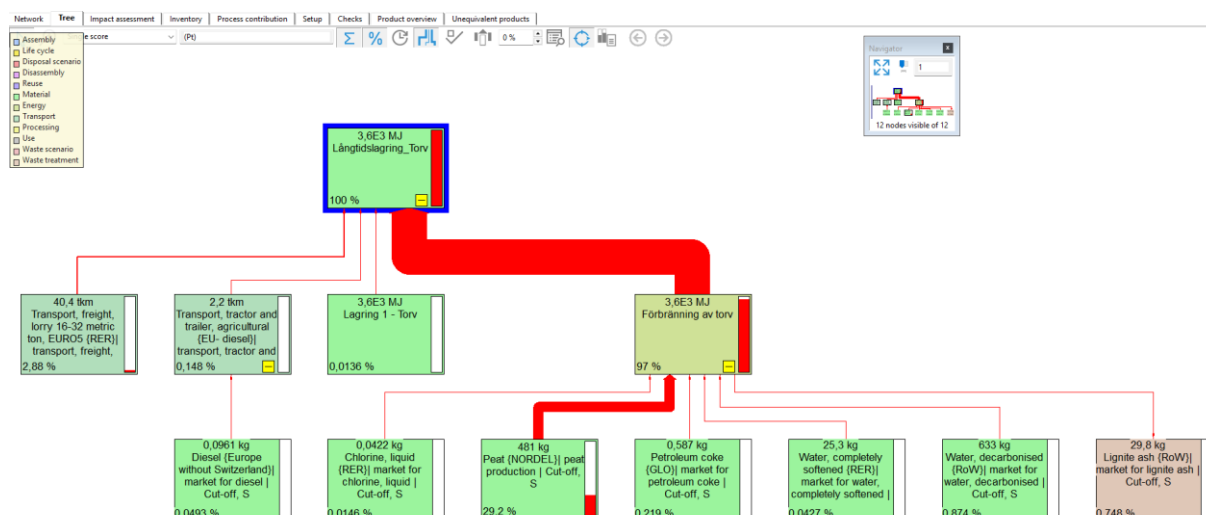 Network Tree Impact assessment Inventory Process contribution Setup Checks Product overview Unequivalent products
score (Pt) Σ % 0 %
Assembly
Life cycle
Disposal scenario
Disassembly
Reuse
Material
Energy
Transport
Processing
Use
Waste scenario
Waste treatment
Navigator
1
12 nodes visible of 12
3,6E3 MJ
Långtidslagring_Torv
100 %
40,4 tkm
Transport, freight,
lorry 16-32 metric
ton, EURO5 {RER}|
transport, freight,
2,88 %
2,2 tkm
Transport, tractor and
trailer, agricultural
{EU- diesel}|
transport, tractor and
0,148 %
3,6E3 MJ
Lagring 1 - Torv
0,0136 %
3,6E3 MJ
Förbränning av torv
97 %
0,0961 kg
Diesel {Europe
without Switzerland}|
market for diesel |
Cut-off, S
0,0493 %
0,0422 kg
Chlorine, liquid
{RER}| market for
chlorine, liquid |
Cut-off, S
0,0146 %
481 kg
Peat {NORDEL}| peat
production | Cut-off,
S
29,2 %
0,587 kg
Petroleum coke
{GLO}| market for
petroleum coke |
Cut-off, S
0,219 %
25,3 kg
Water, completely
softened {RER}|
market for water,
completely softened |
0,0427 %
633 kg
Water, decarbonised
{RoW}| market for
water, decarbonised |
Cut-off, S
0,874 %
29,8 kg
Lignite ash {RoW}|
market for lignite ash |
Cut-off, S
0,748 %